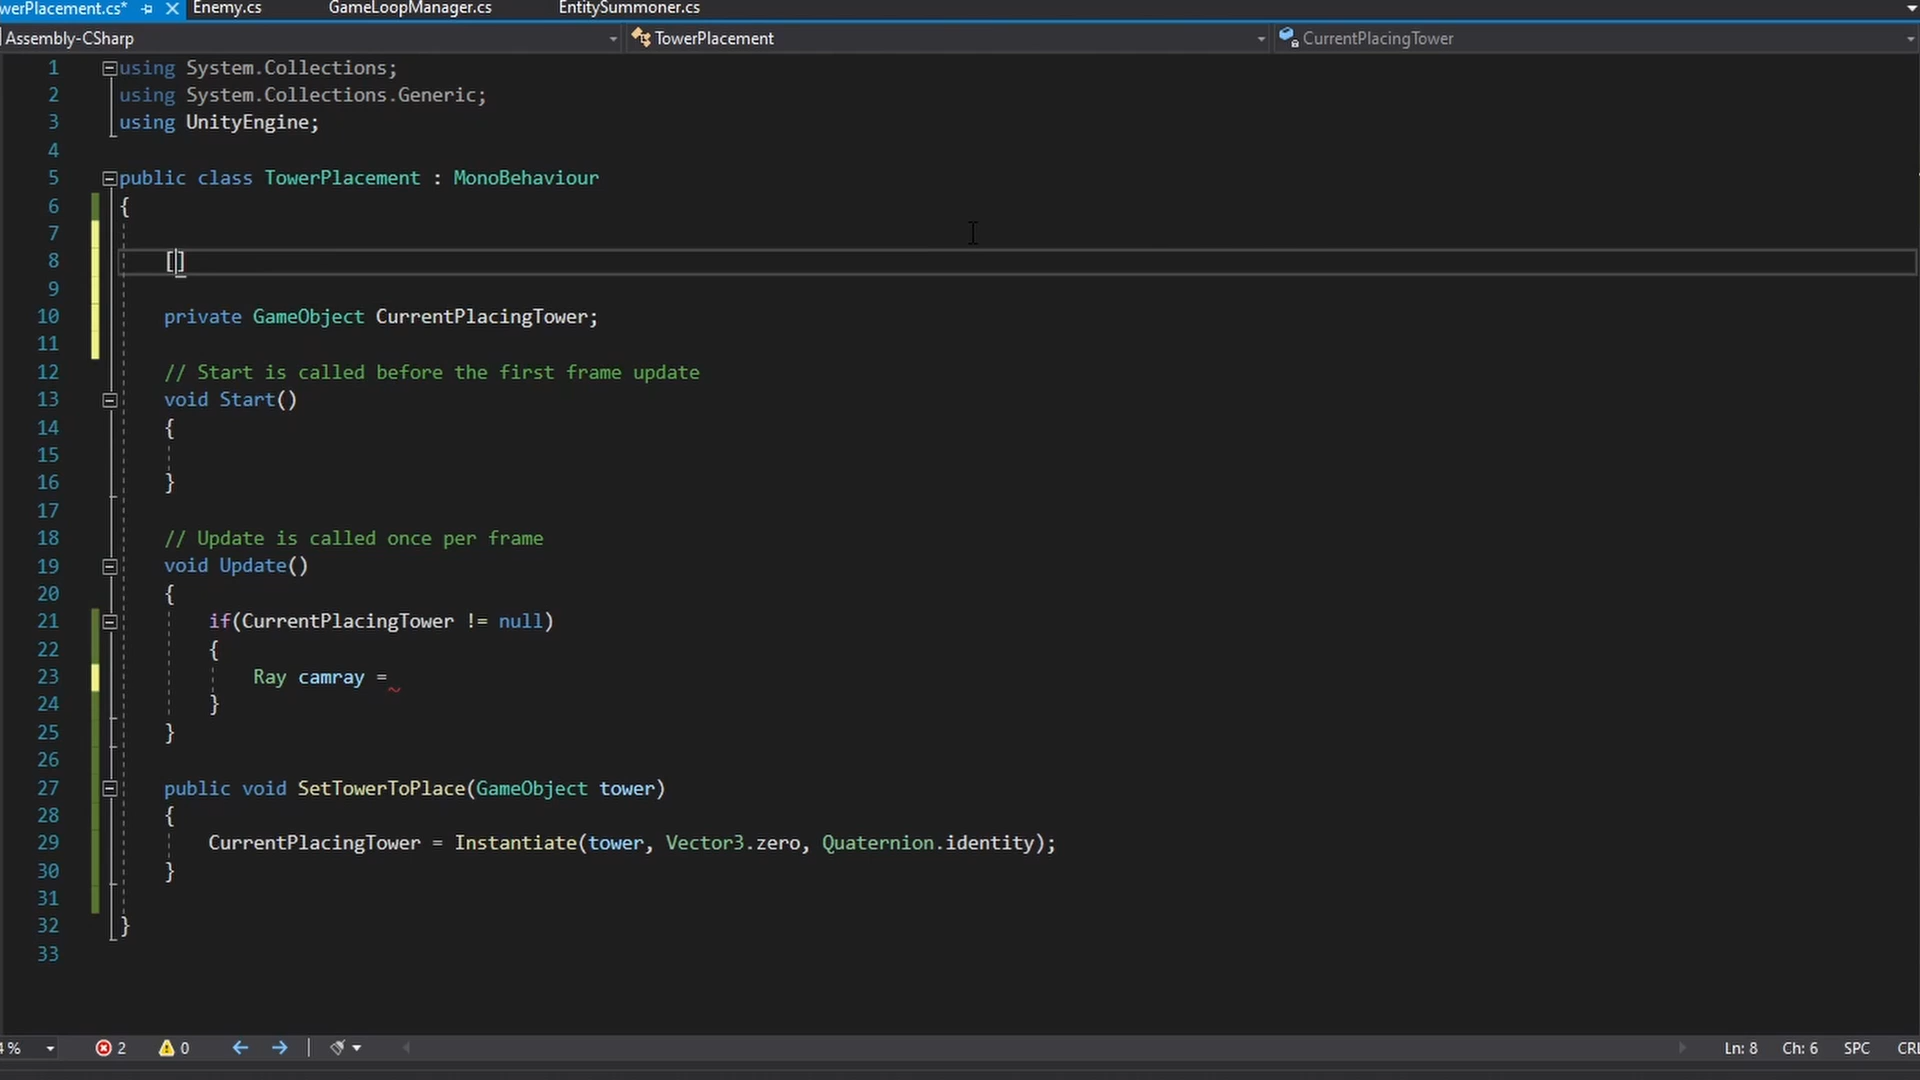 werPlacement.cs* Enemy.cs GameLoopManager.cs EntitySummoner.cs
Assembly-CSharp TowerPlacement CurrentPlacingTower
1 using System.Collections;
2 using System.Collections.Generic;
3 using UnityEngine;
4
5 public class TowerPlacement : MonoBehaviour
6 {
7
8 []
9
10 private GameObject CurrentPlacingTower;
11
12 // Start is called before the first frame update
13 void Start()
14 {
15
16 }
17
18 // Update is called once per frame
19 void Update()
20 {
21 if(CurrentPlacingTower != null)
22 {
23 Ray camray =
24 }
25 }
26
27 public void SetTowerToPlace(GameObject tower)
28 {
29 CurrentPlacingTower = Instantiate(tower, Vector3.zero, Quaternion.identity);
30 }
31
32 }
33
4 % 2 0 Ln: 8 Ch: 6 SPC CRL